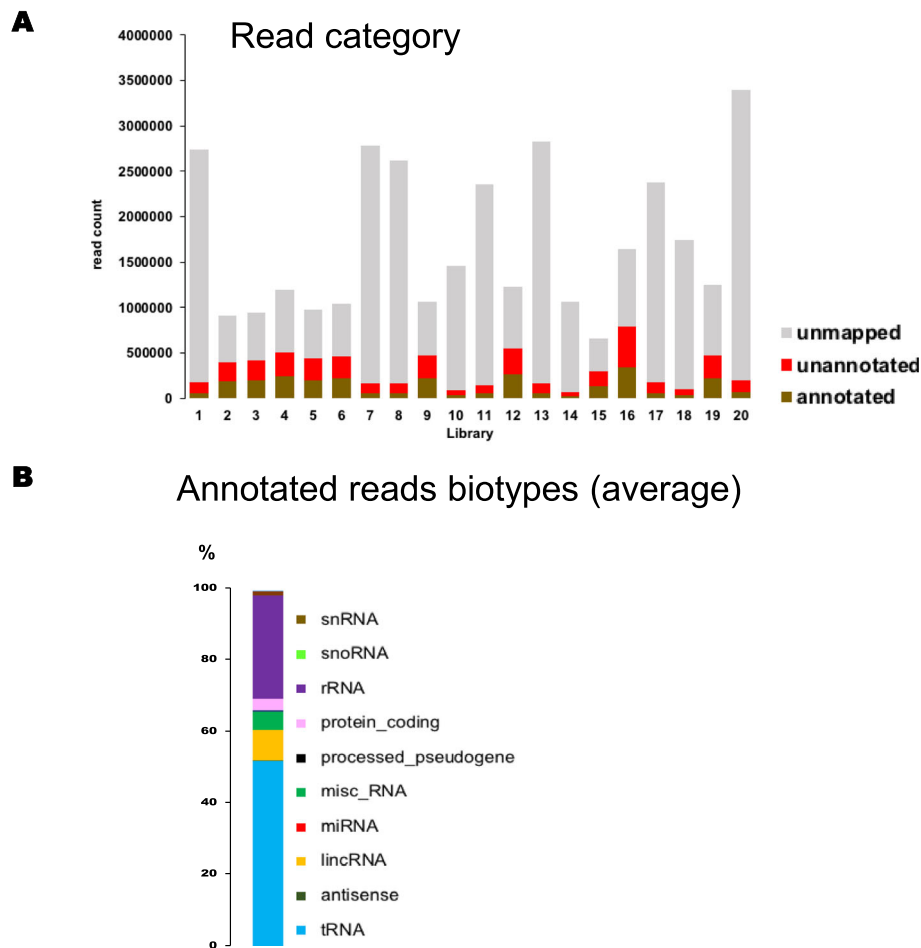 A
Read category
4000000
3500000
3000000
2500000
2000000
1500000
1000000
500000
0
read count
1 2 3 4 5 6 7 8 9 10 11 12 13 14 15 16 17 18 19 20
Library
unmapped
unannotated
annotated
B
Annotated reads biotypes (average)
%
100
80
60
40
20
0
snRNA
snoRNA
rRNA
protein_coding
processed_pseudogene
misc_RNA
miRNA
lincRNA
antisense
tRNA